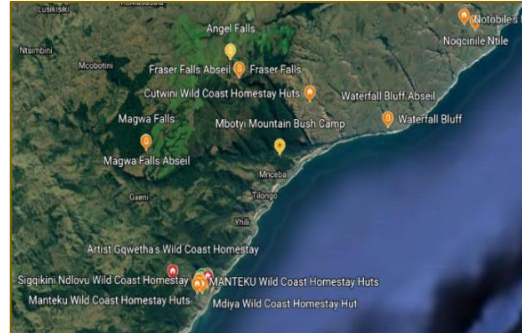 Lusikisiki
Notobile's
Nogcinile Ntile
Angel Falls
Ntsimbini
Mcobotini
Fraser Falls Abseil
Fraser Falls
Cutwini Wild Coast Homestay Huts
Waterfall Bluff Abseil
Magwa Falls
Mbotyi Mountain Bush Camp
Waterfall Bluff
Magwa Falls Abseil
Mnceba
Gxeni
Tilongo
Yhili
Artist Gqwetha's Wild Coast Homestay
Sigqikini Ndlovu Wild Coast Homestay
MANTEKU Wild Coast Homestay Huts
Manteku Wild Coast Homestay Huts
Mdiya Wild Coast Homestay Hut